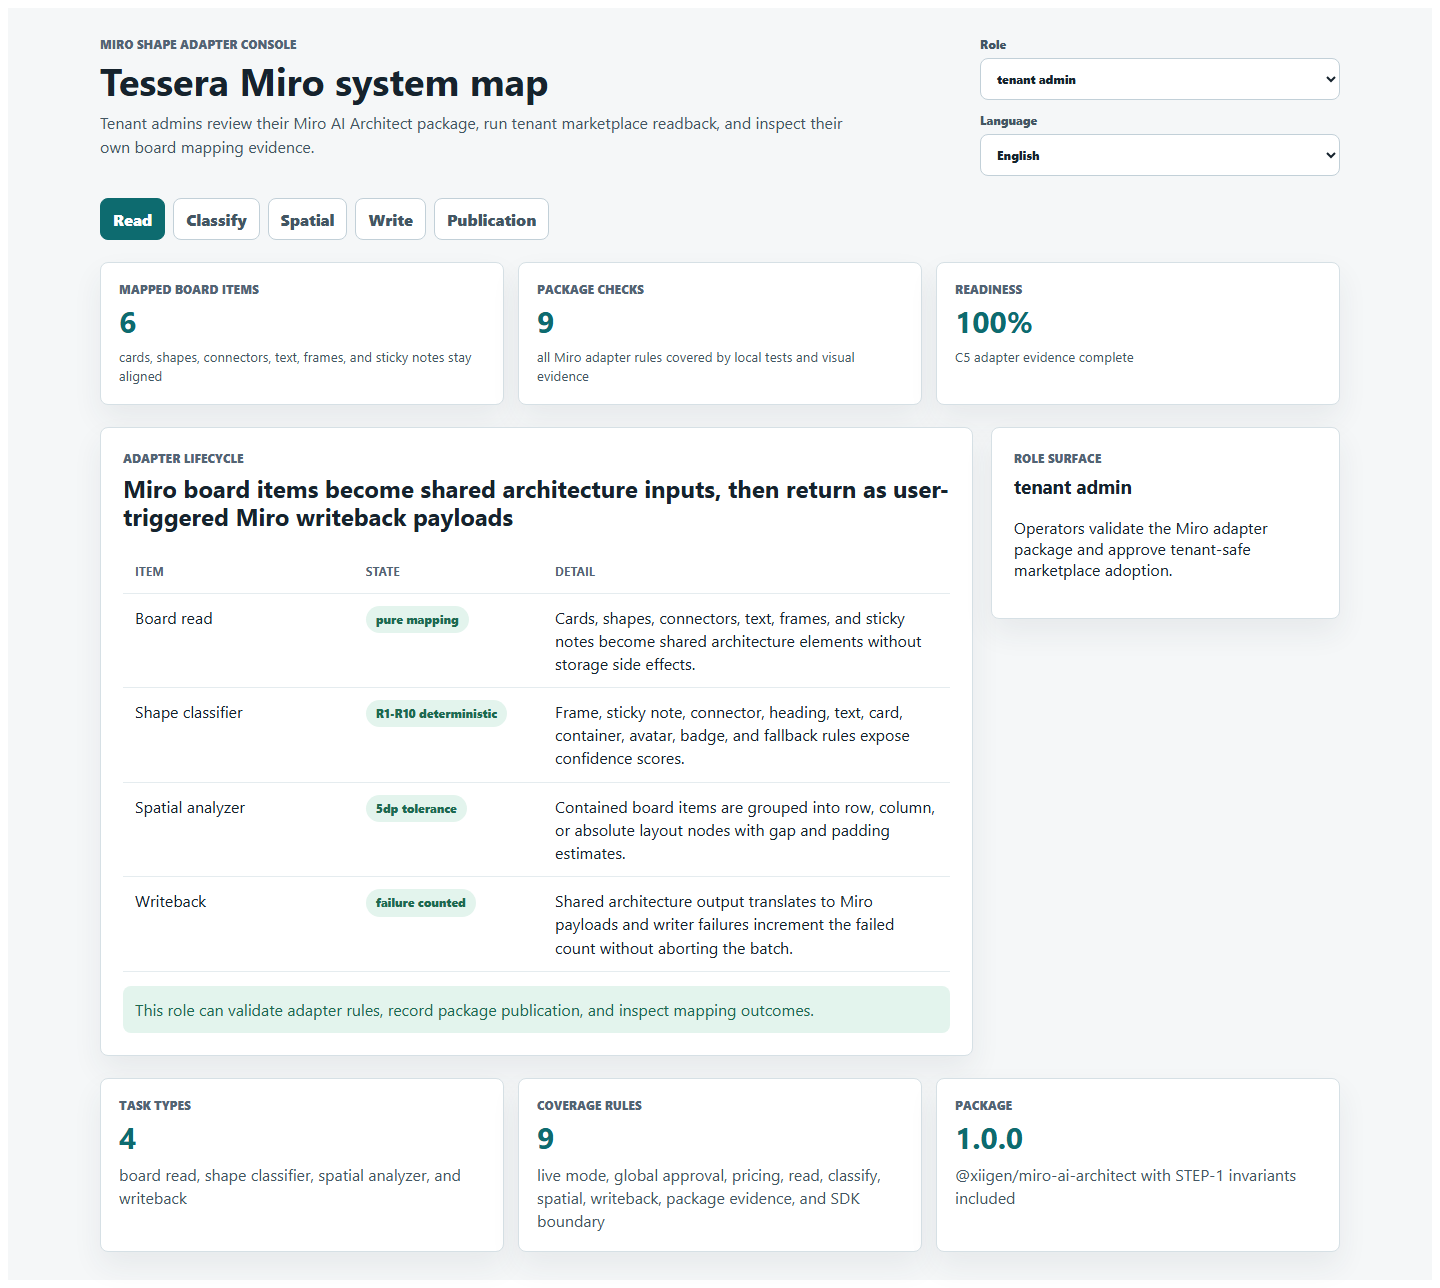 MIRO SHAPE ADAPTER CONSOLE
Tessera Miro system map
Tenant admins review their Miro AI Architect package, run tenant marketplace readback, and inspect their
own board mapping evidence.
Role
tenant admin
Language
English
Read
Classify
Spatial
Write
Publication
MAPPED BOARD ITEMS
6
cards, shapes, connectors, text, frames, and sticky notes stay
aligned
PACKAGE CHECKS
9
all Miro adapter rules covered by local tests and visual
evidence
READINESS
100%
C5 adapter evidence complete
ADAPTER LIFECYCLE
Miro board items become shared architecture inputs, then return as user-
triggered Miro writeback payloads
ITEM STATE DETAIL
Board read
pure mapping
Cards, shapes, connectors, text, frames, and sticky
notes become shared architecture elements without
storage side effects.
Shape classifier
R1-R10 deterministic
Frame, sticky note, connector, heading, text, card,
container, avatar, badge, and fallback rules expose
confidence scores.
Spatial analyzer
5dp tolerance
Contained board items are grouped into row, column,
or absolute layout nodes with gap and padding
estimates.
Writeback
failure counted
Shared architecture output translates to Miro
payloads and writer failures increment the failed
count without aborting the batch.
This role can validate adapter rules, record package publication, and inspect mapping outcomes.
ROLE SURFACE
tenant admin
Operators validate the Miro adapter
package and approve tenant-safe
marketplace adoption.
TASK TYPES
4
board read, shape classifier, spatial analyzer, and
writeback
COVERAGE RULES
9
live mode, global approval, pricing, read, classify,
spatial, writeback, package evidence, and SDK
boundary
PACKAGE
1.0.0
@xiigen/miro-ai-architect with STEP-1 invariants
included